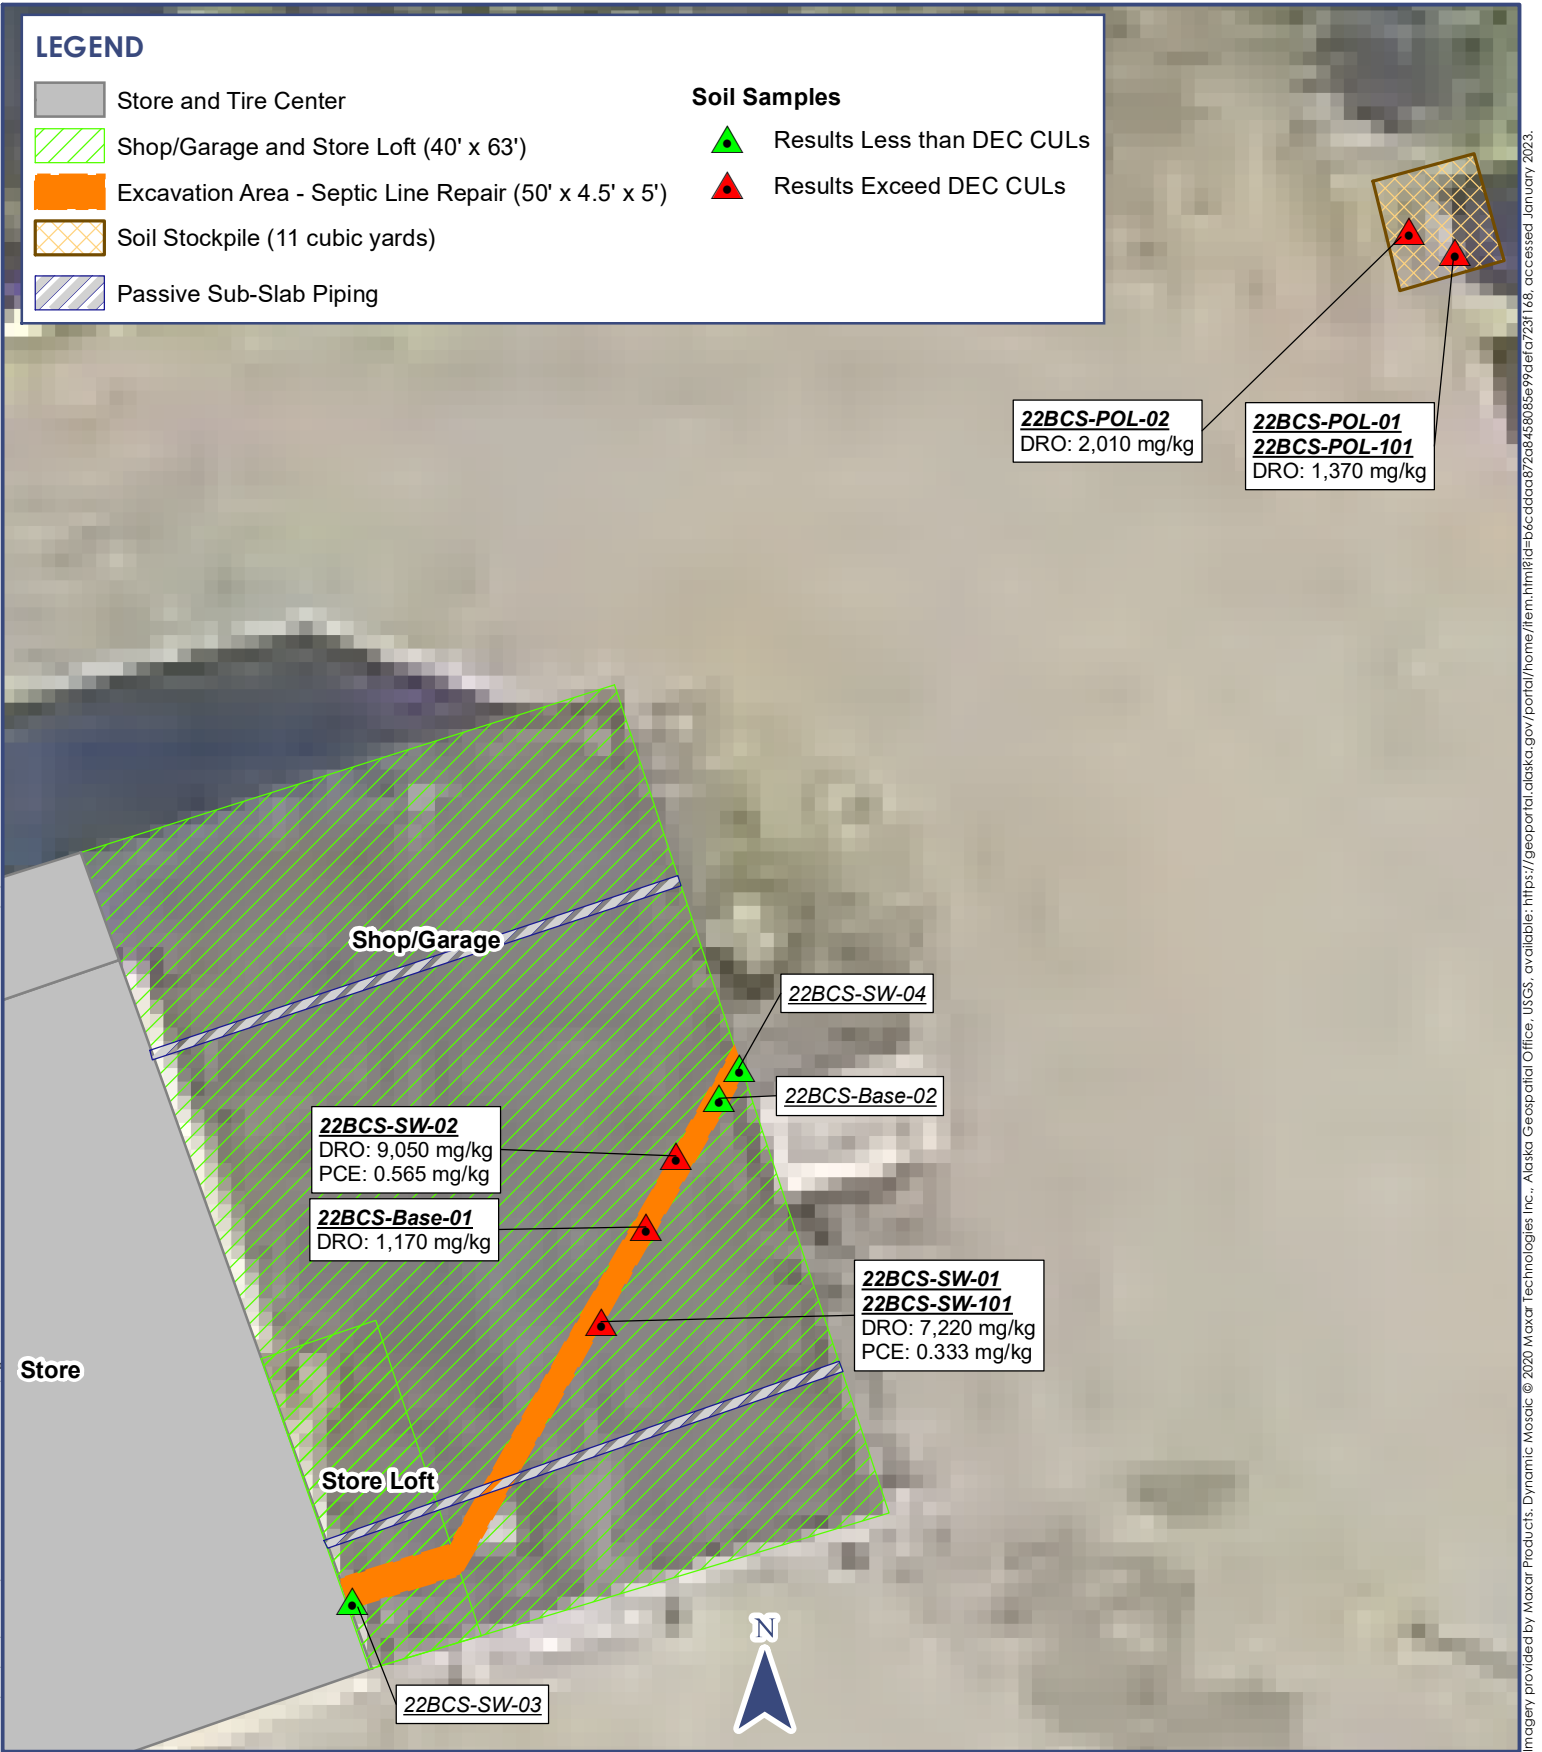 LEGEND
Store and Tire Center
Shop/Garage and Store Loft (40' x 63')
Excavation Area - Septic Line Repair (50' x 4.5' x 5')
Soil Stockpile (11 cubic yards)
Passive Sub-Slab Piping
Soil Samples
Results Less than DEC CULs
Results Exceed DEC CULs
22BCS-POL-02
DRO: 2,010 mg/kg
22BCS-POL-01
22BCS-POL-101
DRO: 1,370 mg/kg
Shop/Garage
22BCS-SW-04
22BCS-Base-02
22BCS-SW-02
DRO: 9,050 mg/kg
PCE: 0.565 mg/kg
22BCS-Base-01
DRO: 1,170 mg/kg
22BCS-SW-01
22BCS-SW-101
DRO: 7,220 mg/kg
PCE: 0.333 mg/kg
Store
Store Loft
N
22BCS-SW-03
Imagery provided by Maxar Products. Dynamic Mosaic © 2020 Maxar Technologies Inc., Alaska Geospatial Office, USGS, available: https://geoportal.alaska.gov/portal/home/item.html?id=b6cddaa872a8458085e99defa723f168, accessed January 2023.